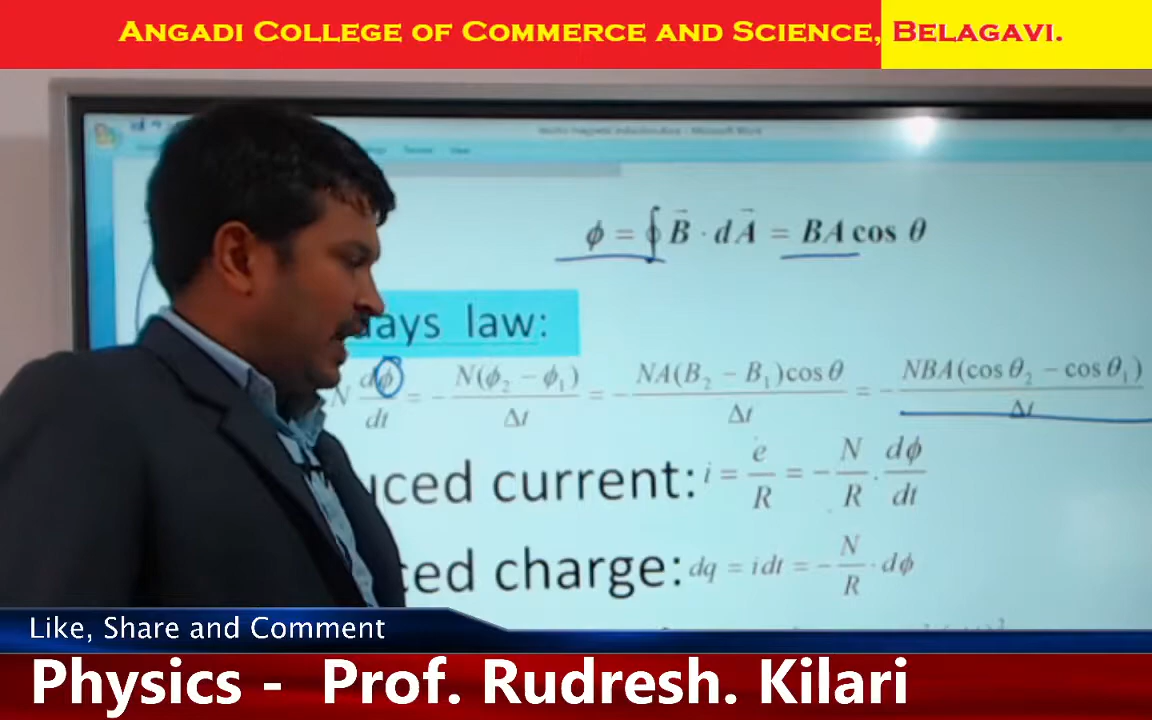 ANGADI COLLEGE OF COMMERCE AND SCIENCE, BELAGAVI.
ϕ = ∮ B⃗ · dA⃗ = BA cos θ
days law:
N dϕ/dt = - N(ϕ₂ - ϕ₁)/Δt = - NA(B₂ - B₁)cos θ/Δt = - NBA(cos θ₂ - cos θ₁)/Δt
uced current: i = e/R = - N/R · dϕ/dt
ced charge: dq = idt = - N/R · dϕ
Like, Share and Comment
Physics - Prof. Rudresh. Kilari